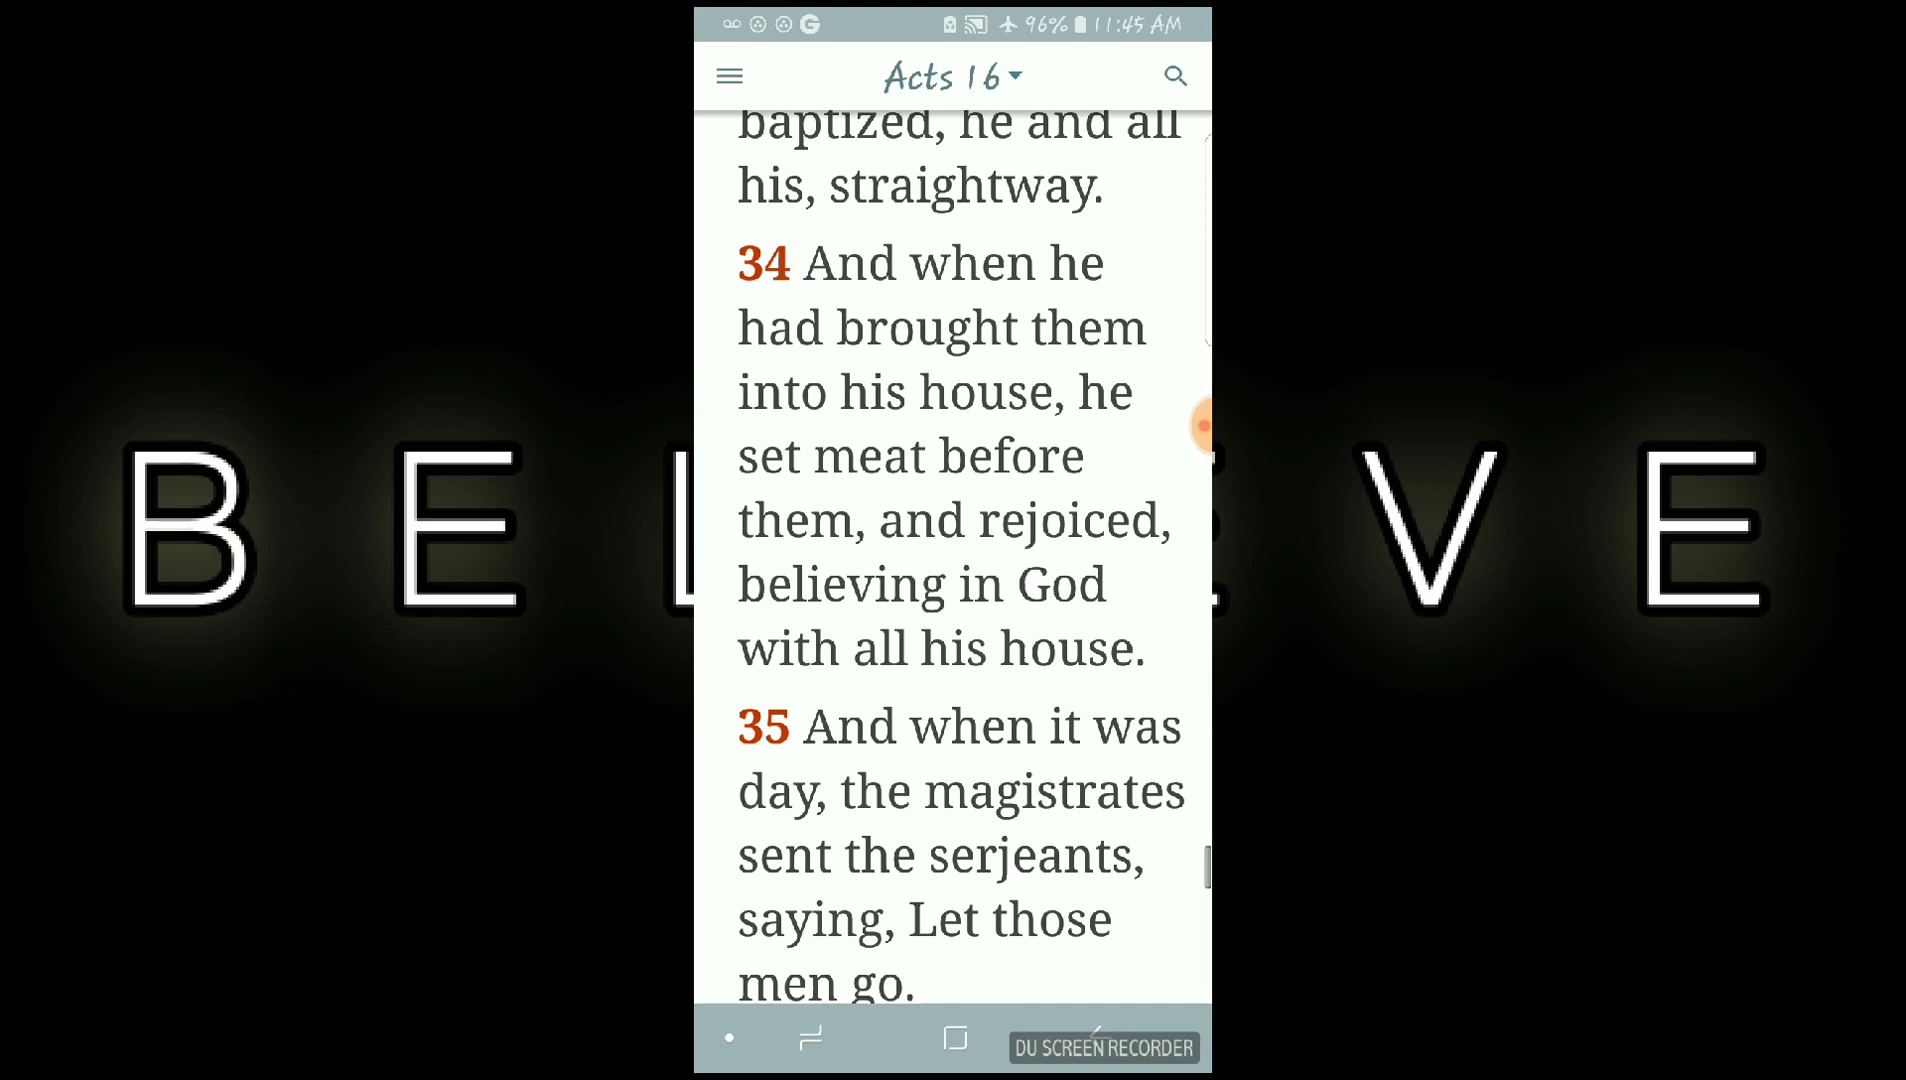 96% 11:45 AM
Acts 16
baptized, he and all
his, straightway.
34 And when he
had brought them
into his house, he
set meat before
them, and rejoiced,
believing in God
with all his house.
35 And when it was
day, the magistrates
sent the serjeants,
saying, Let those
men go.
B E L E V E
DU SCREEN RECORDER